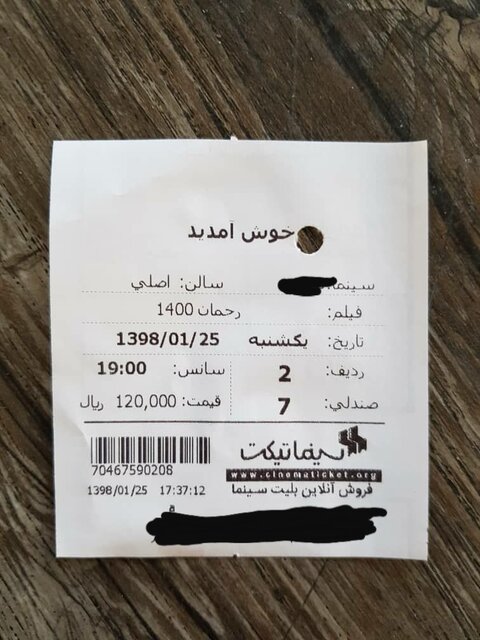 خوش آمدید
سینما: سالن: اصلي
فیلم: رحمان 1400
تاریخ: یکشنبه 1398/01/25
ردیف: 2 سانس: 19:00
صندلي: 7 قیمت: 120,000 ریال
سینماتیکت
www.cinematicket.org
فروش آنلاین بلیت سینما
70467590208
1398/01/25 17:37:12